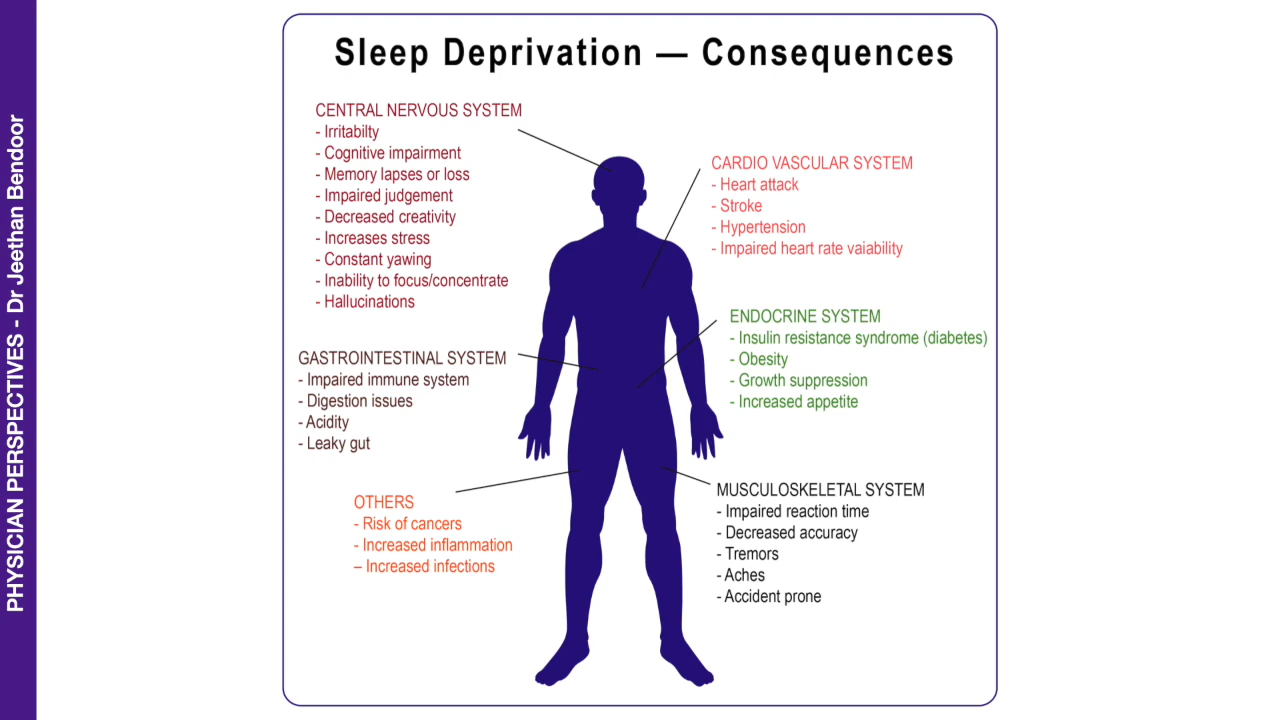 PHYSICIAN PERSPECTIVES - Dr Jeethan Bendoor
Sleep Deprivation — Consequences
CENTRAL NERVOUS SYSTEM
- Irritabilty
- Cognitive impairment
- Memory lapses or loss
- Impaired judgement
- Decreased creativity
- Increases stress
- Constant yawing
- Inability to focus/concentrate
- Hallucinations
CARDIO VASCULAR SYSTEM
- Heart attack
- Stroke
- Hypertension
- Impaired heart rate vaiability
ENDOCRINE SYSTEM
- Insulin resistance syndrome (diabetes)
- Obesity
- Growth suppression
- Increased appetite
GASTROINTESTINAL SYSTEM
- Impaired immune system
- Digestion issues
- Acidity
- Leaky gut
OTHERS
- Risk of cancers
- Increased inflammation
– Increased infections
MUSCULOSKELETAL SYSTEM
- Impaired reaction time
- Decreased accuracy
- Tremors
- Aches
- Accident prone